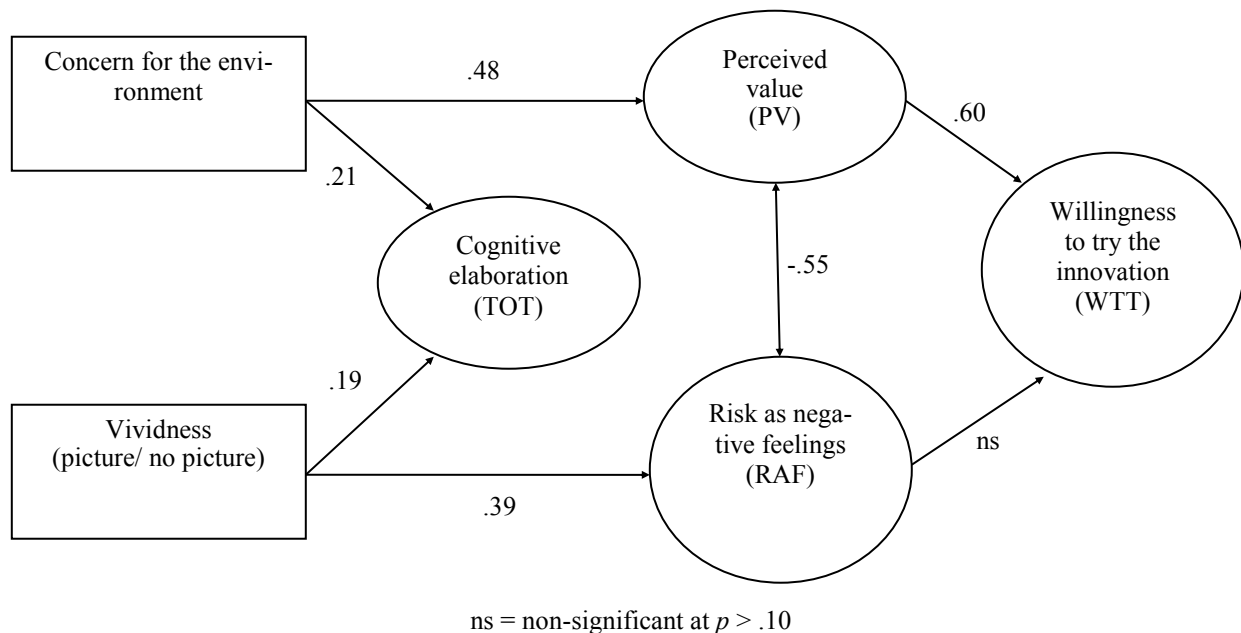 Concern for the envi-
ronment
.48
Perceived
value
(PV)
.60
.21
Cognitive
elaboration
(TOT)
-.55
Willingness
to try the
innovation
(WTT)
.19
Vividness
(picture/ no picture)
.39
Risk as nega-
tive feelings
(RAF)
ns
ns = non-significant at p > .10